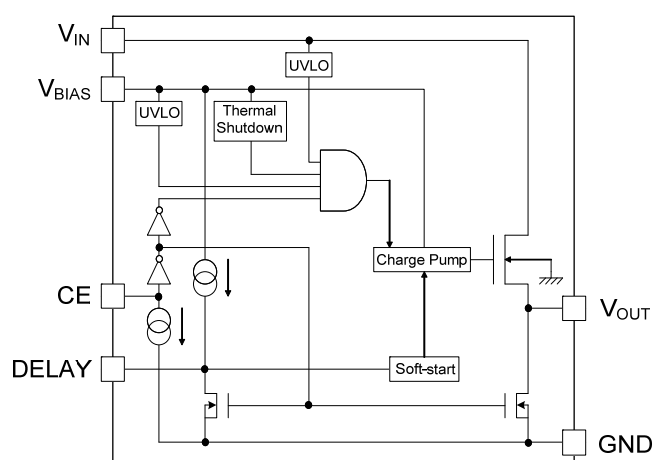 VIN
UVLO
VBIAS
UVLO
Thermal
Shutdown
Charge Pump
CE
VOUT
DELAY
Soft-start
GND